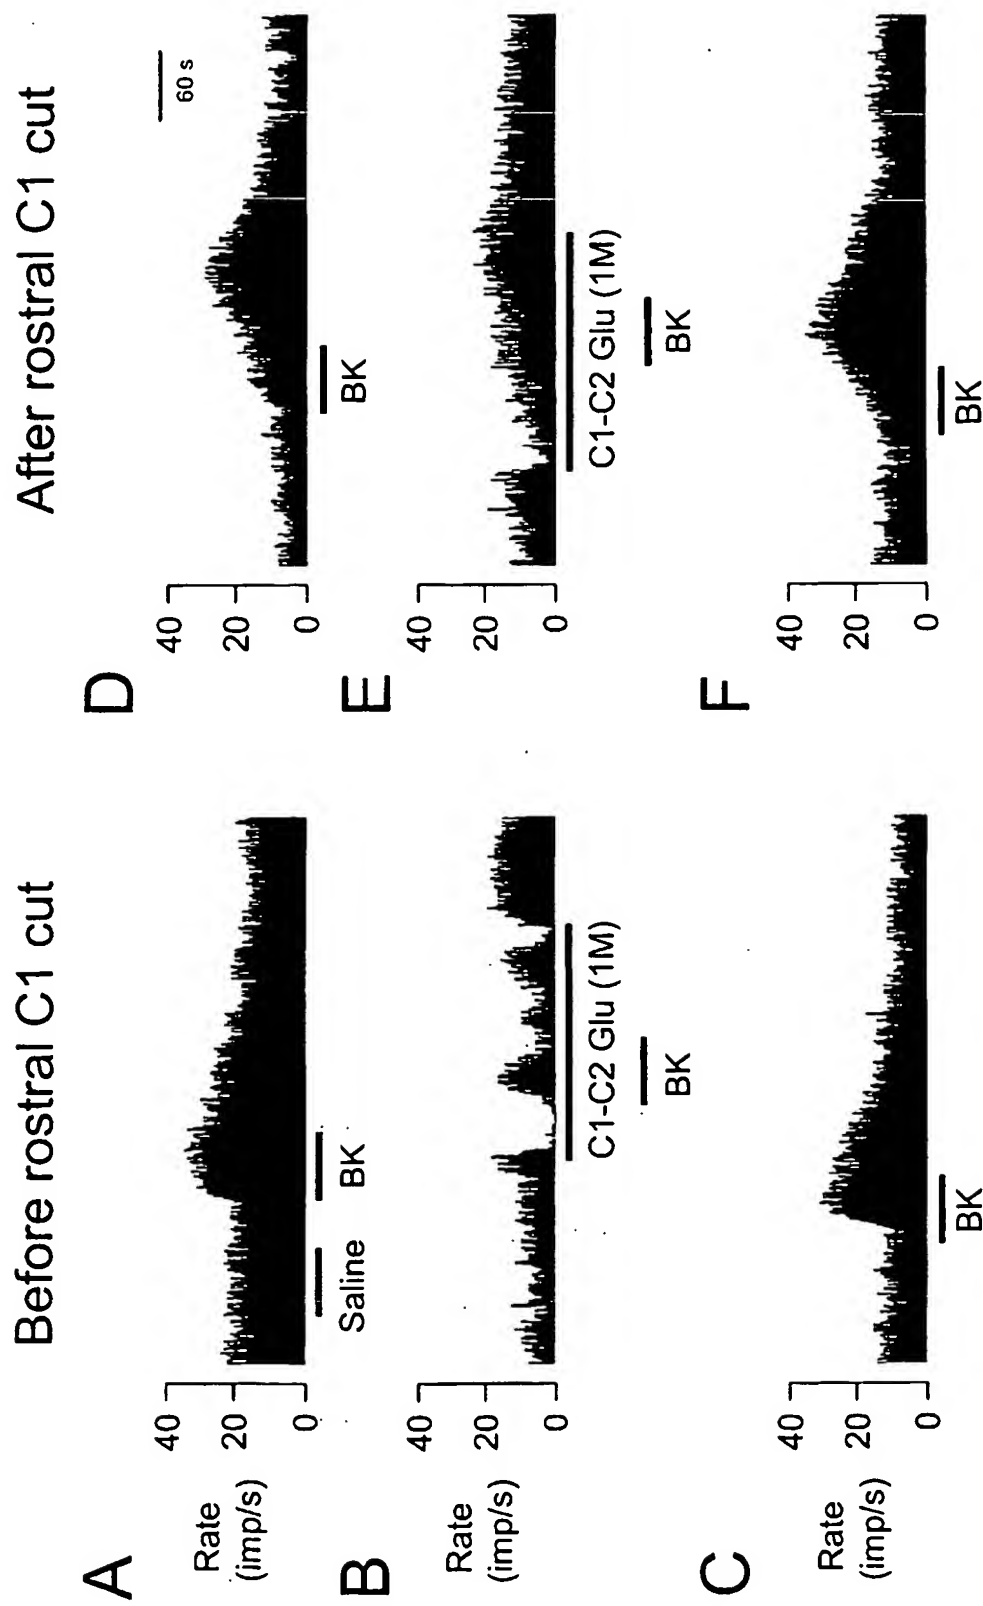 Before rostral C1 cut
After rostral C1 cut
A
Rate
(imp/s)
40
20
0
Saline
BK
D
40
20
0
60 s
BK
B
Rate
(imp/s)
40
20
0
C1-C2 Glu (1M)
BK
E
40
20
0
C1-C2 Glu (1M)
BK
C
Rate
(imp/s)
40
20
0
BK
F
40
20
0
BK